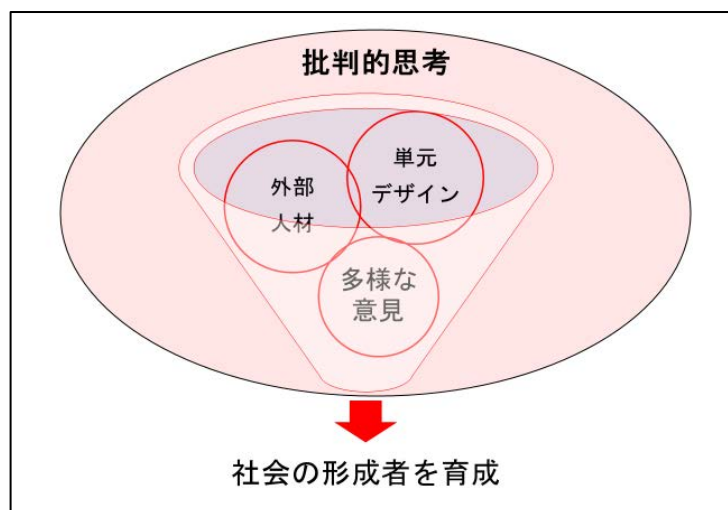 批判的思考
単元
デザイン
外部
人材
多様な
意見
社会の形成者を育成